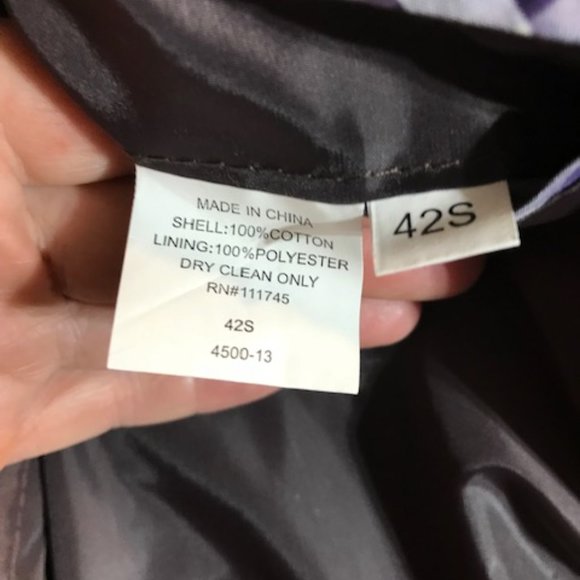 MADE IN CHINA
SHELL:100%COTTON
LINING:100%POLYESTER
DRY CLEAN ONLY
RN#111745
42S
4500-13
42S